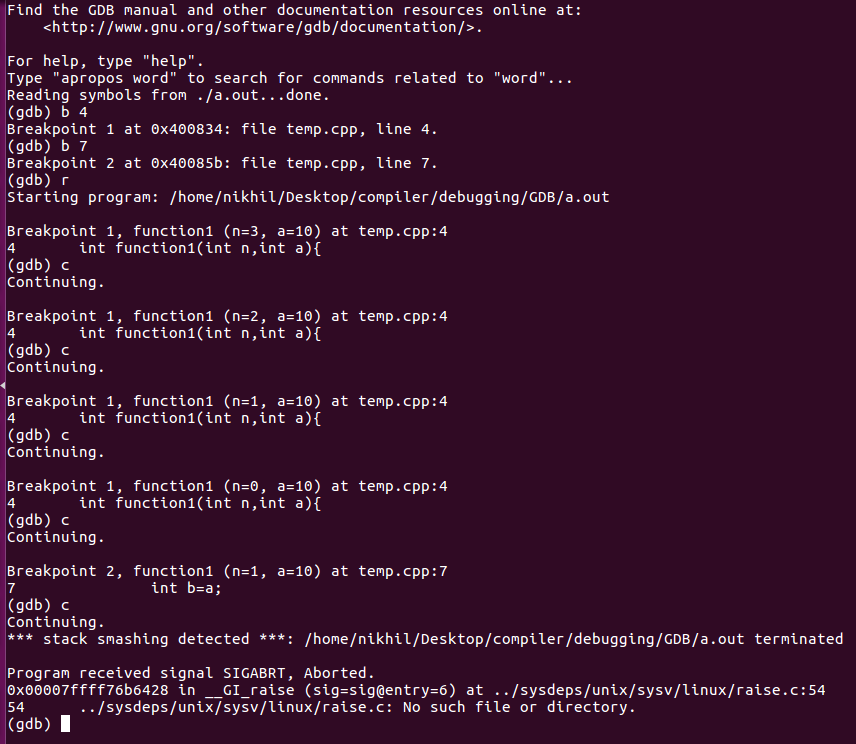 Find the GDB manual and other documentation resources online at:
    <http://www.gnu.org/software/gdb/documentation/>.

For help, type "help".
Type "apropos word" to search for commands related to "word"...
Reading symbols from ./a.out...done.
(gdb) b 4
Breakpoint 1 at 0x400834: file temp.cpp, line 4.
(gdb) b 7
Breakpoint 2 at 0x40085b: file temp.cpp, line 7.
(gdb) r
Starting program: /home/nikhil/Desktop/compiler/debugging/GDB/a.out

Breakpoint 1, function1 (n=3, a=10) at temp.cpp:4
4       int function1(int n,int a){
(gdb) c
Continuing.

Breakpoint 1, function1 (n=2, a=10) at temp.cpp:4
4       int function1(int n,int a){
(gdb) c
Continuing.

Breakpoint 1, function1 (n=1, a=10) at temp.cpp:4
4       int function1(int n,int a){
(gdb) c
Continuing.

Breakpoint 1, function1 (n=0, a=10) at temp.cpp:4
4       int function1(int n,int a){
(gdb) c
Continuing.

Breakpoint 2, function1 (n=1, a=10) at temp.cpp:7
7               int b=a;
(gdb) c
Continuing.
*** stack smashing detected ***: /home/nikhil/Desktop/compiler/debugging/GDB/a.out terminated

Program received signal SIGABRT, Aborted.
0x00007ffff76b6428 in __GI_raise (sig=sig@entry=6) at ../sysdeps/unix/sysv/linux/raise.c:54
54      ../sysdeps/unix/sysv/linux/raise.c: No such file or directory.
(gdb)